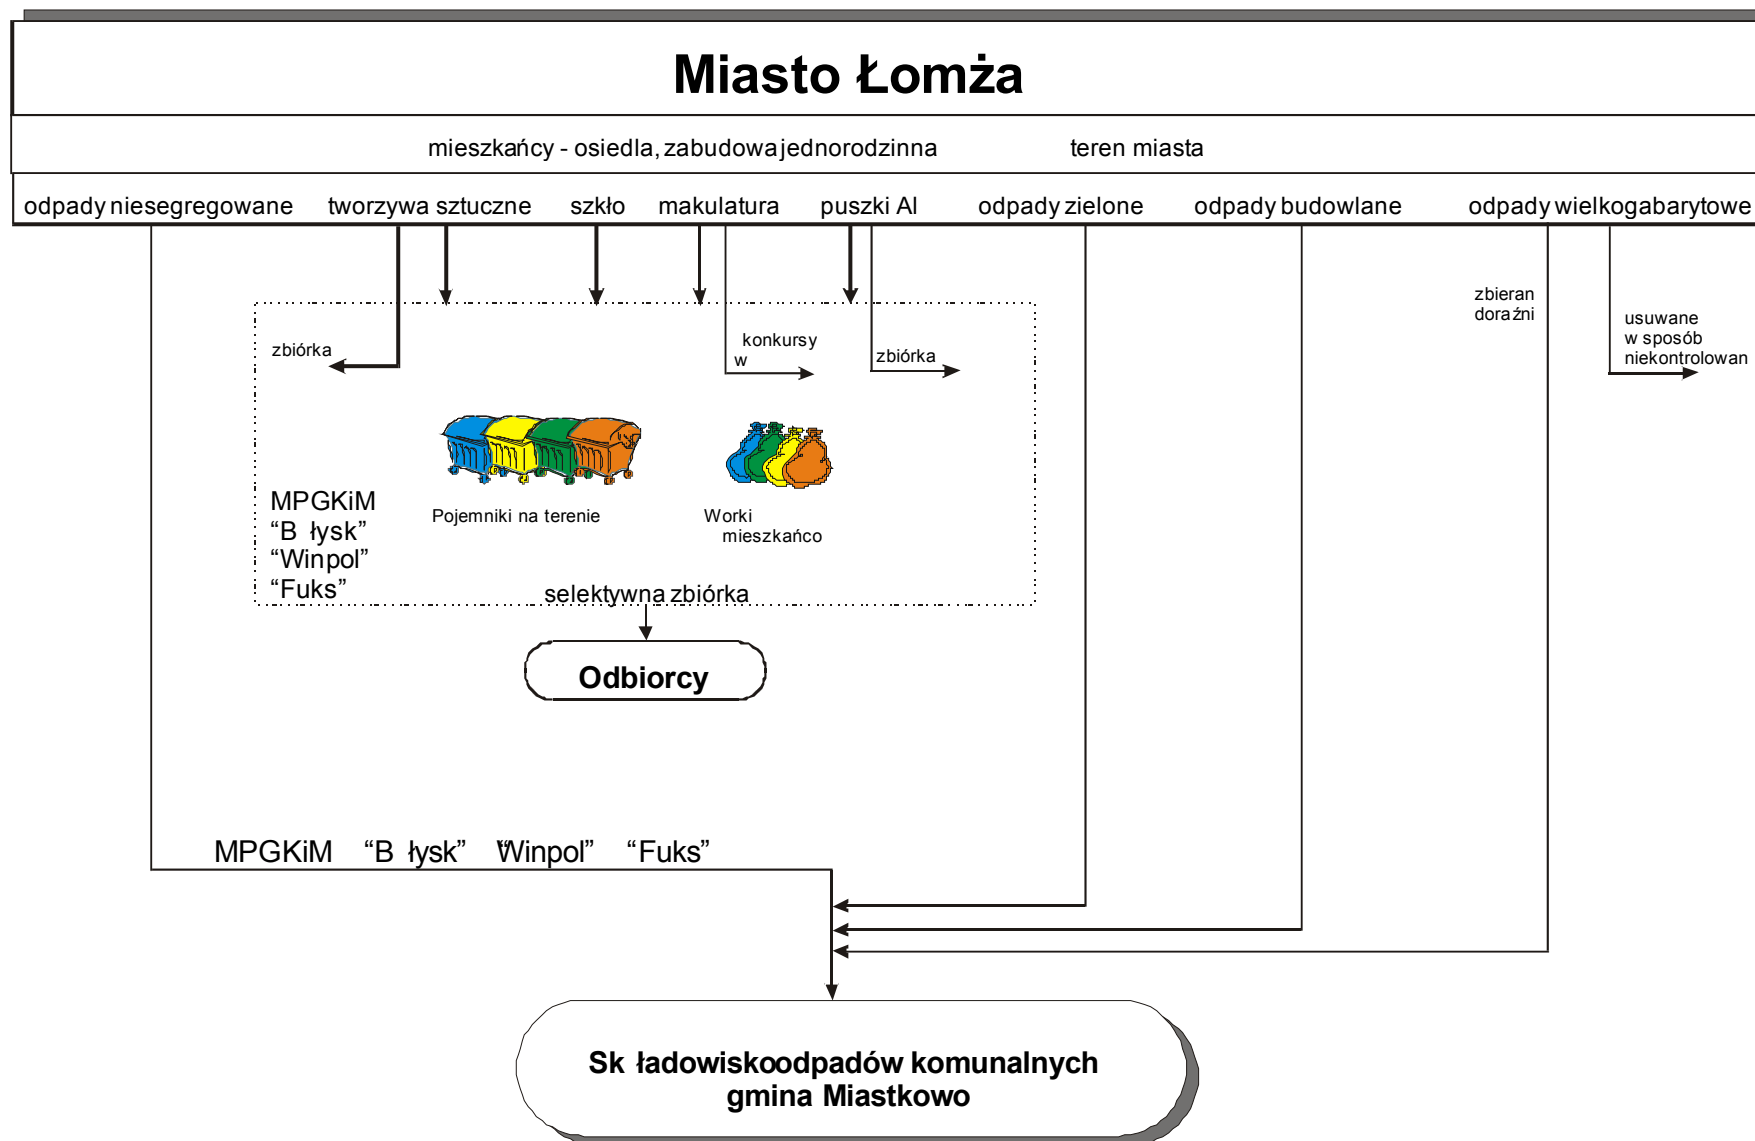 Miasto Łomża
mieszkańcy - osiedla, zabudowa jednorodzinna teren miasta
odpady niesegregowane tworzywa sztuczne szkło makulatura puszki Al odpady zielone odpady budowlane odpady wielkogabarytowe
zbieran
doraźni
usuwane
w sposób
niekontrolowan
zbiórka
konkursy
w
zbiórka
MPGKiM
“B łysk”
“Winpol”
“Fuks”
Pojemniki na terenie
Worki
mieszkańco
selektywna zbiórka
Odbiorcy
MPGKiM “B łysk” “Winpol” “Fuks”
Sk ładowiskoodpadów komunalnych
gmina Miastkowo